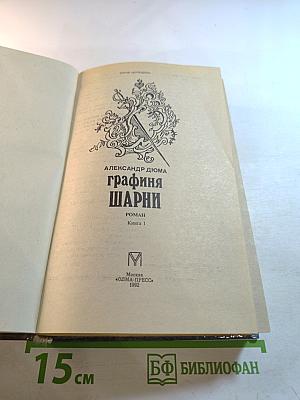 АЛЕКСАНДР ДЮМА
графиня
ШАРНИ
РОМАН
Книга 1
Москва
«ОЛМА-ПРЕСС»
1992
15 см
БФ БИБЛИОФАН